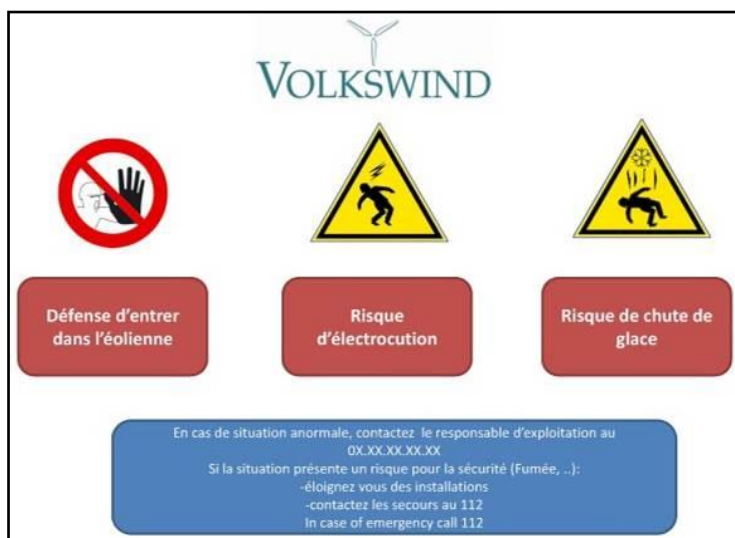 VOLKSWIND
Défense d'entrer
dans l'éolienne
Risque
d'électrocution
Risque de chute de
glace
En cas de situation anormale, contactez le responsable d'exploitation au
0X.XX.XX.XX.XX
Si la situation présente un risque pour la sécurité (Fumée, ..):
-éloignez vous des installations
-contactez les secours au 112
In case of emergency call 112